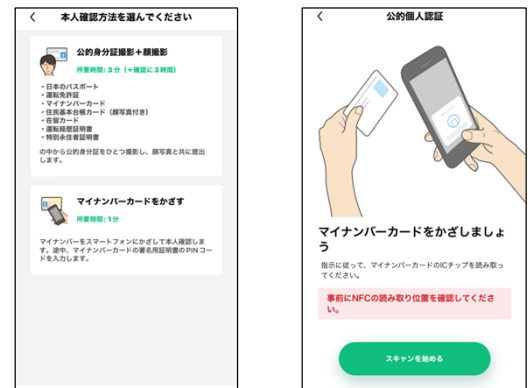 本人確認方法を選んでください
公的身分証撮影＋顔撮影
所要時間: 3分（＋確認に3時間）
・日本のパスポート
・運転免許証
・マイナンバーカード
・住民基本台帳カード（顔写真付き）
・在留カード
・運転経歴証明書
・特別永住者証明書
の中から公的身分証をひとつ撮影し、顔写真と共に提出
します。
マイナンバーカードをかざす
所要時間: 1分
マイナンバーをスマートフォンにかざして本人確認しま
す。途中、マイナンバーカードの署名用証明書のPINコー
ドを入力します。
公的個人認証
マイナンバーカードをかざしましょ
う
指示に従って、マイナンバーカードのICチップを読み取っ
てください。
事前にNFCの読み取り位置を確認してくださ
い。
スキャンを始める